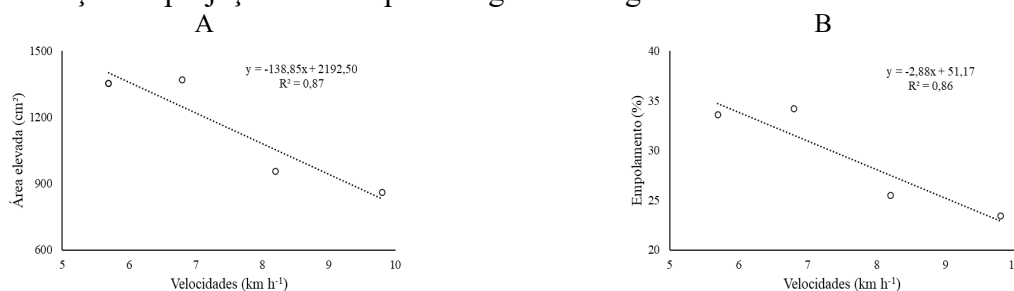 A
1500
1200
900
600
y = -138,85x + 2192,50
R² = 0,87
Área elevada (cm²)
5 6 7 8 9 10
Velocidades (km h⁻¹)
B
40
35
30
25
20
y = -2,88x + 51,17
R² = 0,86
Empolamento (%)
5 6 7 8 9
Velocidades (km h⁻¹)